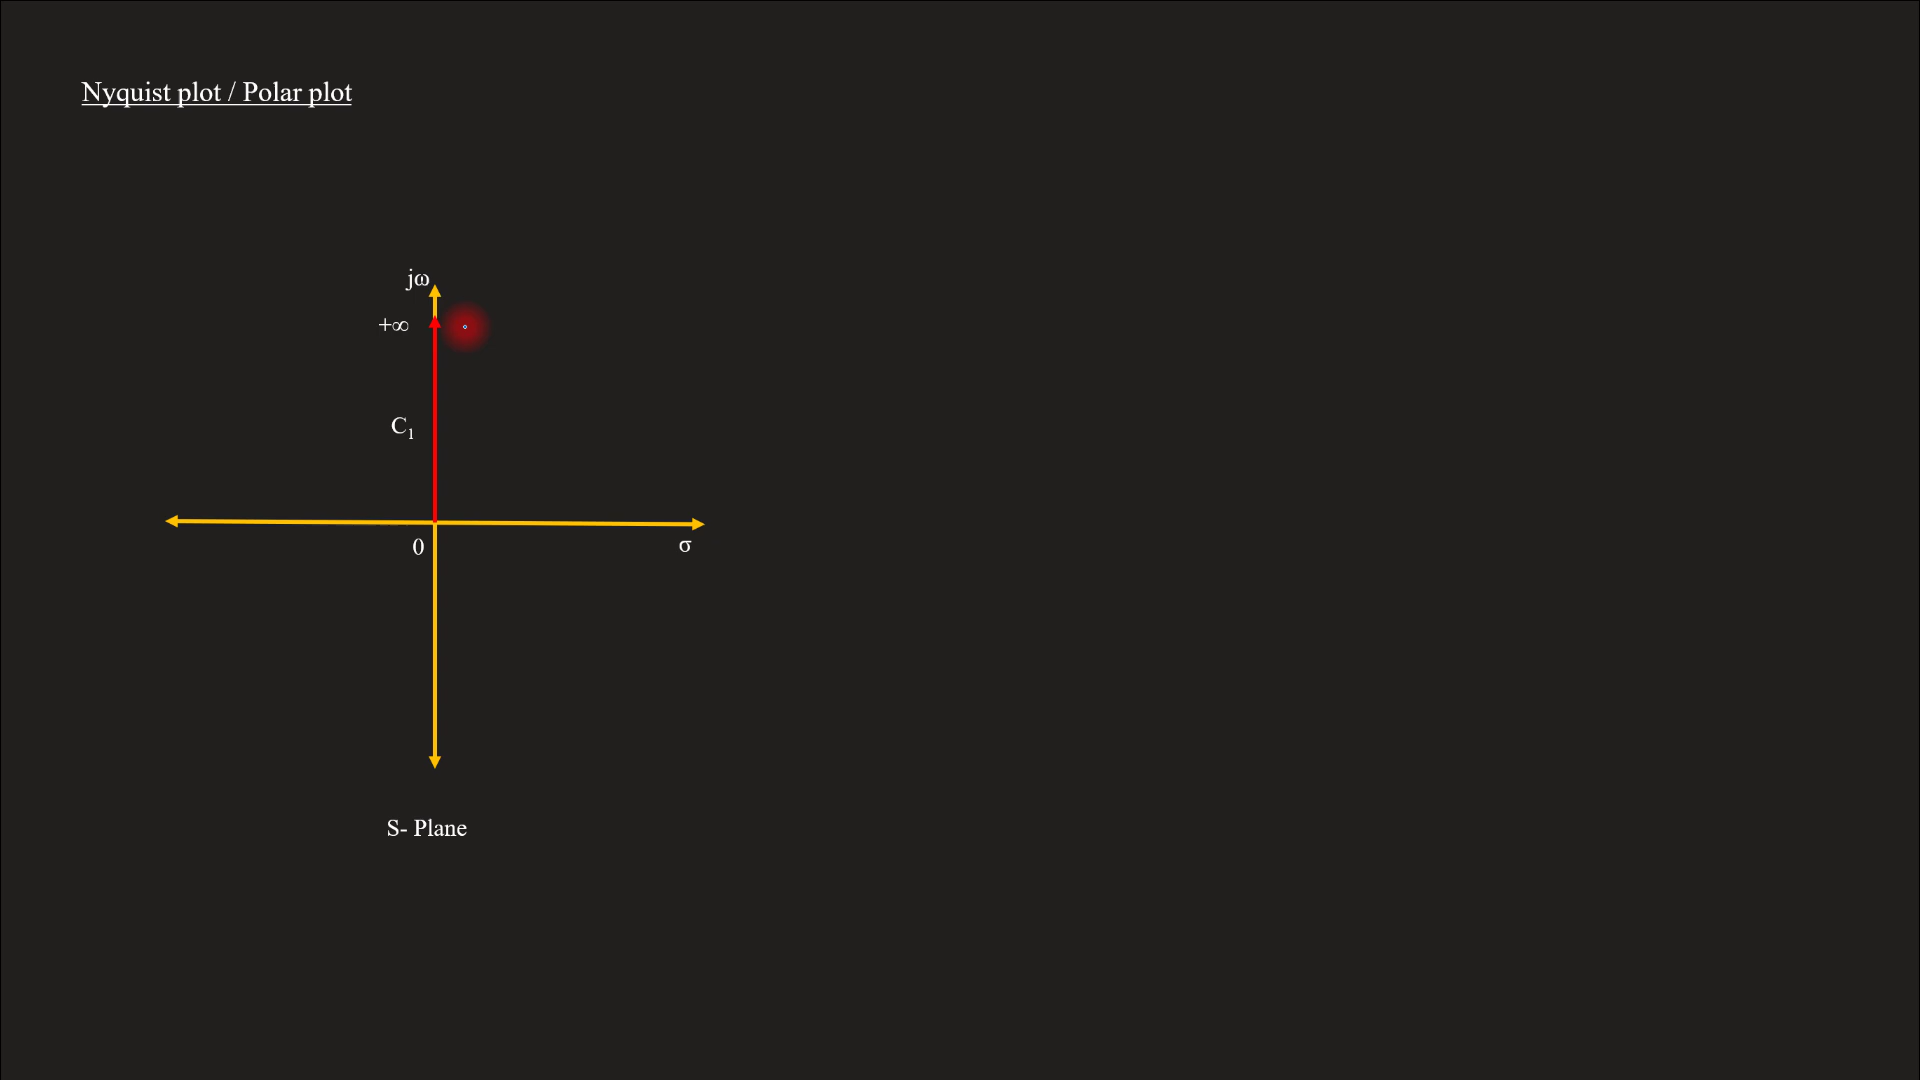 Nyquist plot / Polar plot
jω
+∞
C₁
0
σ
S- Plane